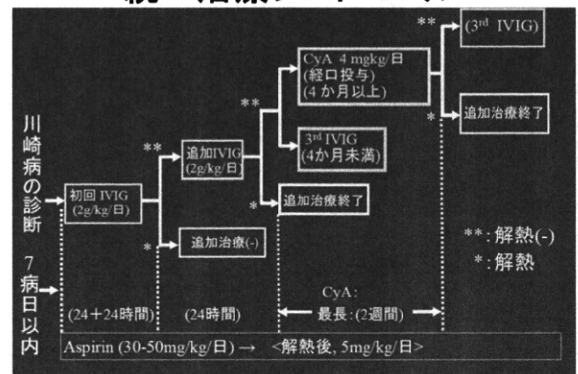 川崎病の診断 7病日以内
初回 IVIG
(2g/kg/日)
**
追加IVIG
(2g/kg/日)
*
追加治療(-)
**
CyA 4 mgkg/日
(経口投与)
(4 か月以上)
3rd IVIG
(4か月未満)
*
追加治療終了
**
(3rd IVIG)
*
追加治療終了
**:解熱(-)
*:解熱
(24+24時間)
(24時間)
CyA:
最長:(2週間)
Aspirin (30-50mg/kg/日) → <解熱後, 5mg/kg/日>